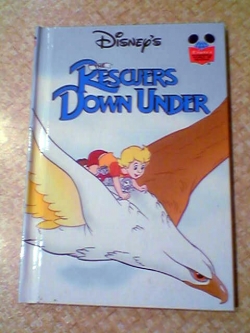 DISNEY'S
THE
RESCUERS
DOWN UNDER